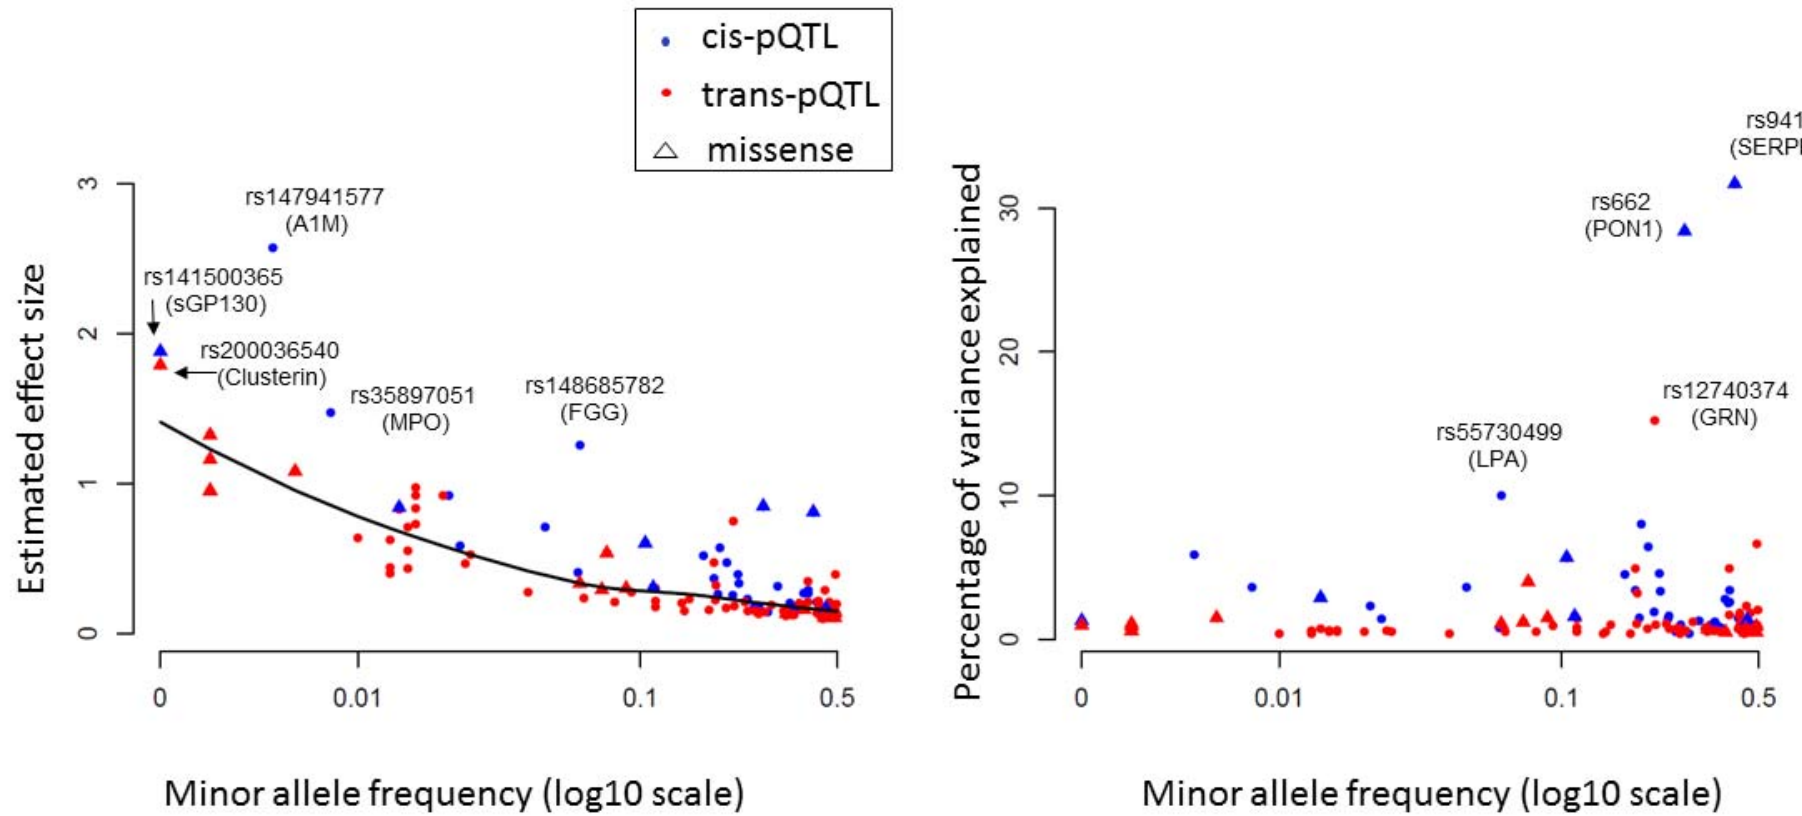 cis-pQTL
trans-pQTL
missense
Estimated effect size
3
2
1
0
rs147941577
(A1M)
rs141500365
(sGP130)
rs200036540
(Clusterin)
rs35897051
(MPO)
rs148685782
(FGG)
0
0.01
0.1
0.5
Minor allele frequency (log10 scale)
Percentage of variance explained
30
20
10
0
rs941
(SERPI
rs662
(PON1)
rs12740374
(GRN)
rs55730499
(LPA)
0
0.01
0.1
0.5
Minor allele frequency (log10 scale)